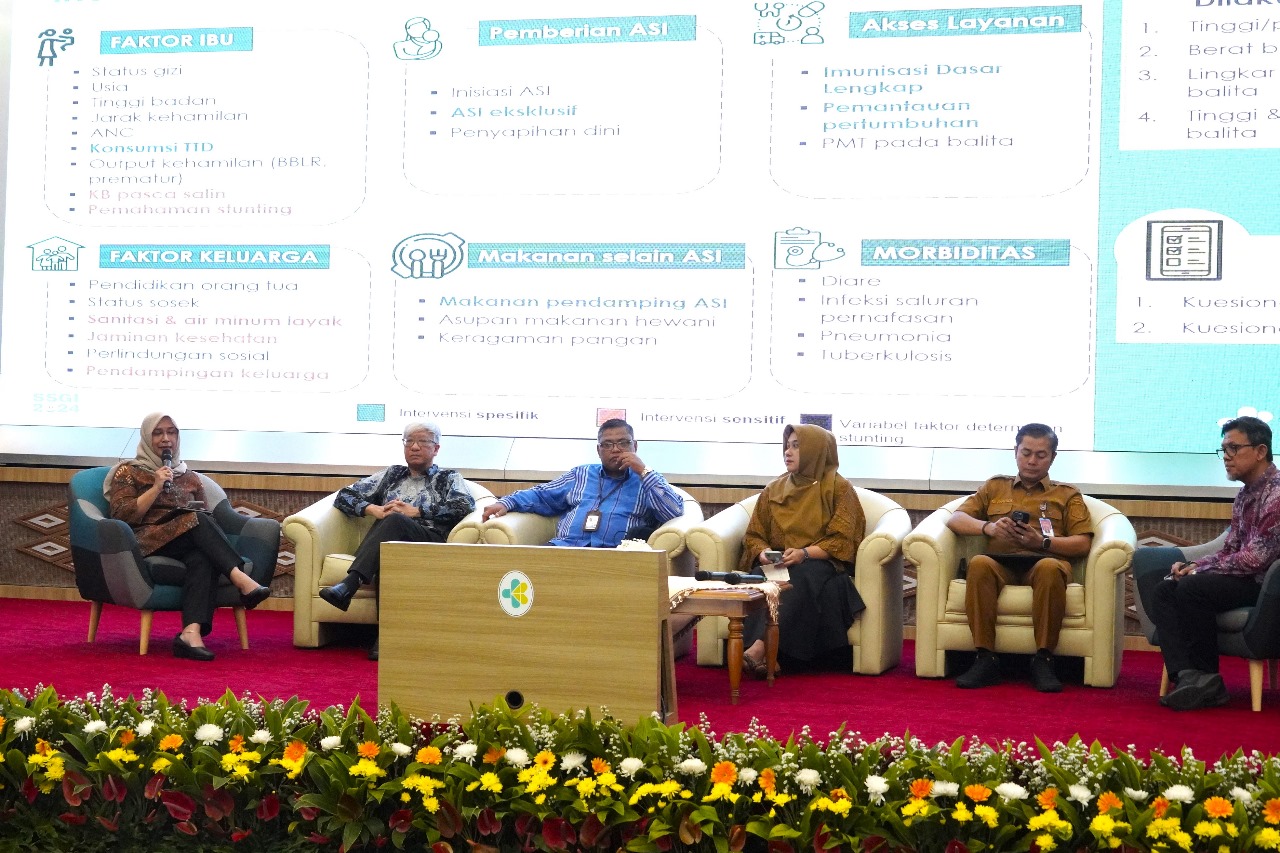 FAKTOR IBU
Status gizi
Usia
Tinggi badan
Jarak kehamilan
ANC
Konsumsi TTD
Output kehamilan (BBLR,
prematur)
KB pasca salin
Pemahaman stunting
Pemberian ASI
Inisiasi ASI
ASI eksklusif
Penyapihan dini
Akses Layanan
Imunisasi Dasar
Lengkap
Pemantauan
pertumbuhan
PMT pada balita
1. Tinggi/
2. Berat b
3. Lingkar
balita
4. Tinggi &
balita
FAKTOR KELUARGA
Pendidikan orang tua
Status sosek
Sanitasi & air minum layak
Jaminan kesehatan
Perlindungan sosial
Pendampingan keluarga
Makanan selain ASI
Makanan pendamping ASI
Asupan makanan hewani
Keragaman pangan
MORBIDITAS
Diare
Infeksi saluran
pernafasan
Pneumonia
Tuberkulosis
1. Kuesion
2. Kuesion
SSGI
2024
Intervensi spesifik
Intervensi sensitif
Variabel faktor determinan
stunting